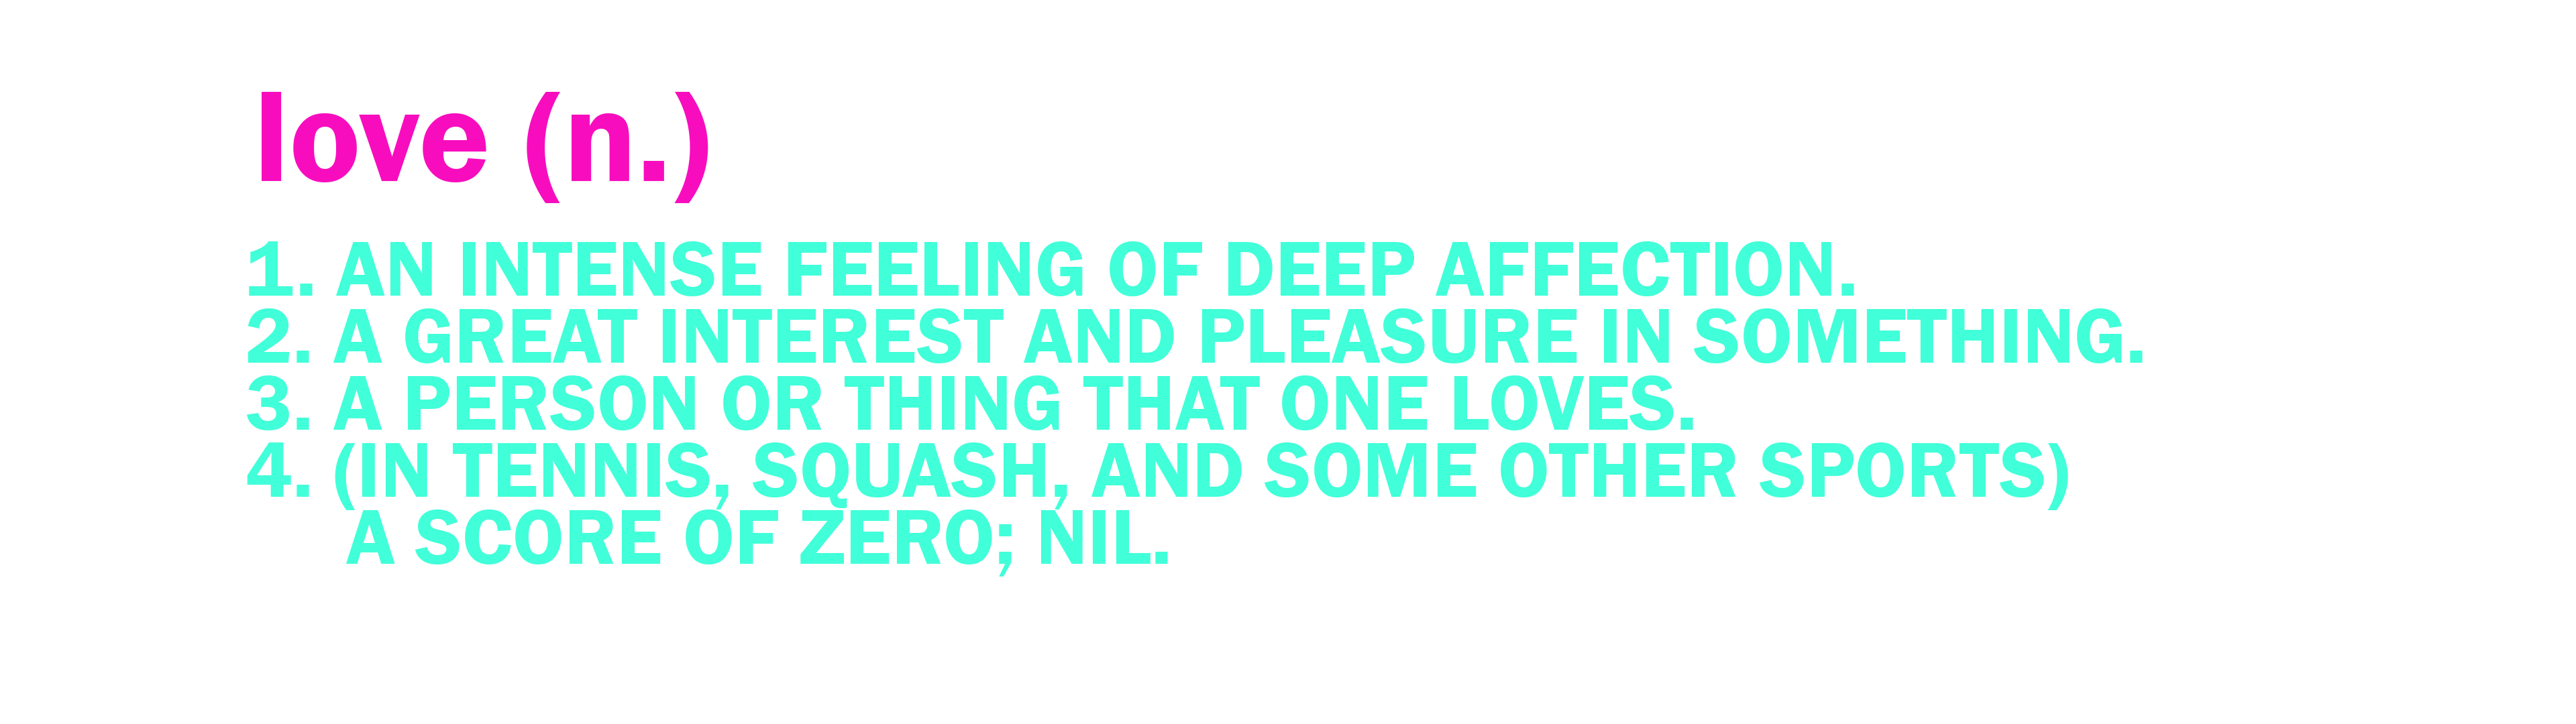 love (n.)
1. AN INTENSE FEELING OF DEEP AFFECTION.
2. A GREAT INTEREST AND PLEASURE IN SOMETHING.
3. A PERSON OR THING THAT ONE LOVES.
4. (IN TENNIS, SQUASH, AND SOME OTHER SPORTS)
A SCORE OF ZERO; NIL.